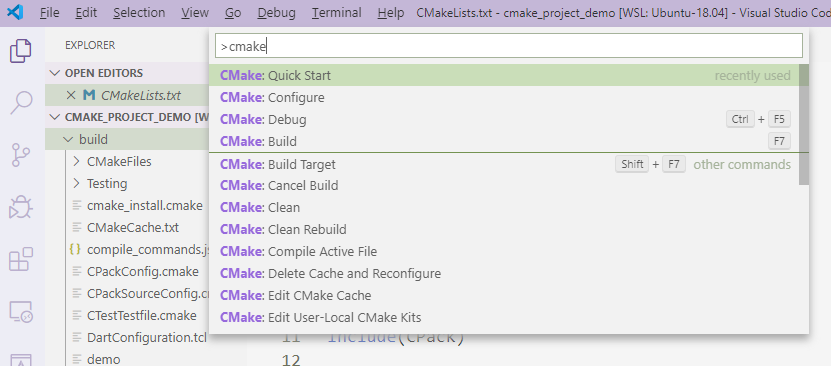 File Edit Selection View Go Debug Terminal Help CMakeLists.txt - cmake_project_demo [WSL: Ubuntu-18.04] - Visual Studio Cod
EXPLORER
OPEN EDITORS
CMakeLists.txt
CMAKE_PROJECT_DEMO [W
build
CMakeFiles
Testing
cmake_install.cmake
CMakeCache.txt
compile_commands.js
CPackConfig.cmake
CPackSourceConfig.cm
CTestTestfile.cmake
DartConfiguration.tcl
demo
>cmake
CMake: Quick Start recently used
CMake: Configure
CMake: Debug Ctrl + F5
CMake: Build F7
CMake: Build Target Shift + F7 other commands
CMake: Cancel Build
CMake: Clean
CMake: Clean Rebuild
CMake: Compile Active File
CMake: Delete Cache and Reconfigure
CMake: Edit CMake Cache
CMake: Edit User-Local CMake Kits
11 include(CPack)
12